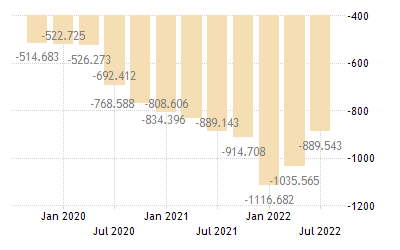 -400
-522.725
-514.683
-526.273
-600
-692.412
-768.588
-808.606
-800
-834.396
-889.143
-889.543
-914.708
-1000
-1035.565
-1116.682
-1200
Jan 2020
Jan 2021
Jan 2022
Jul 2020
Jul 2021
Jul 2022